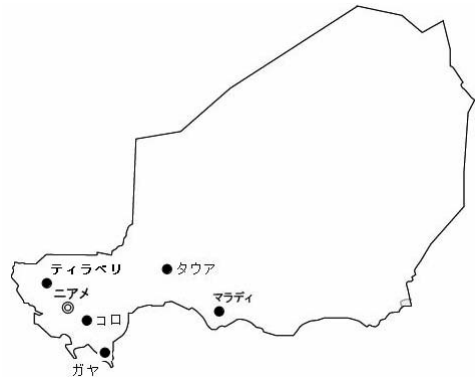 ティラベリ
タウア
ニアメ
マラディ
コロ
ガヤ